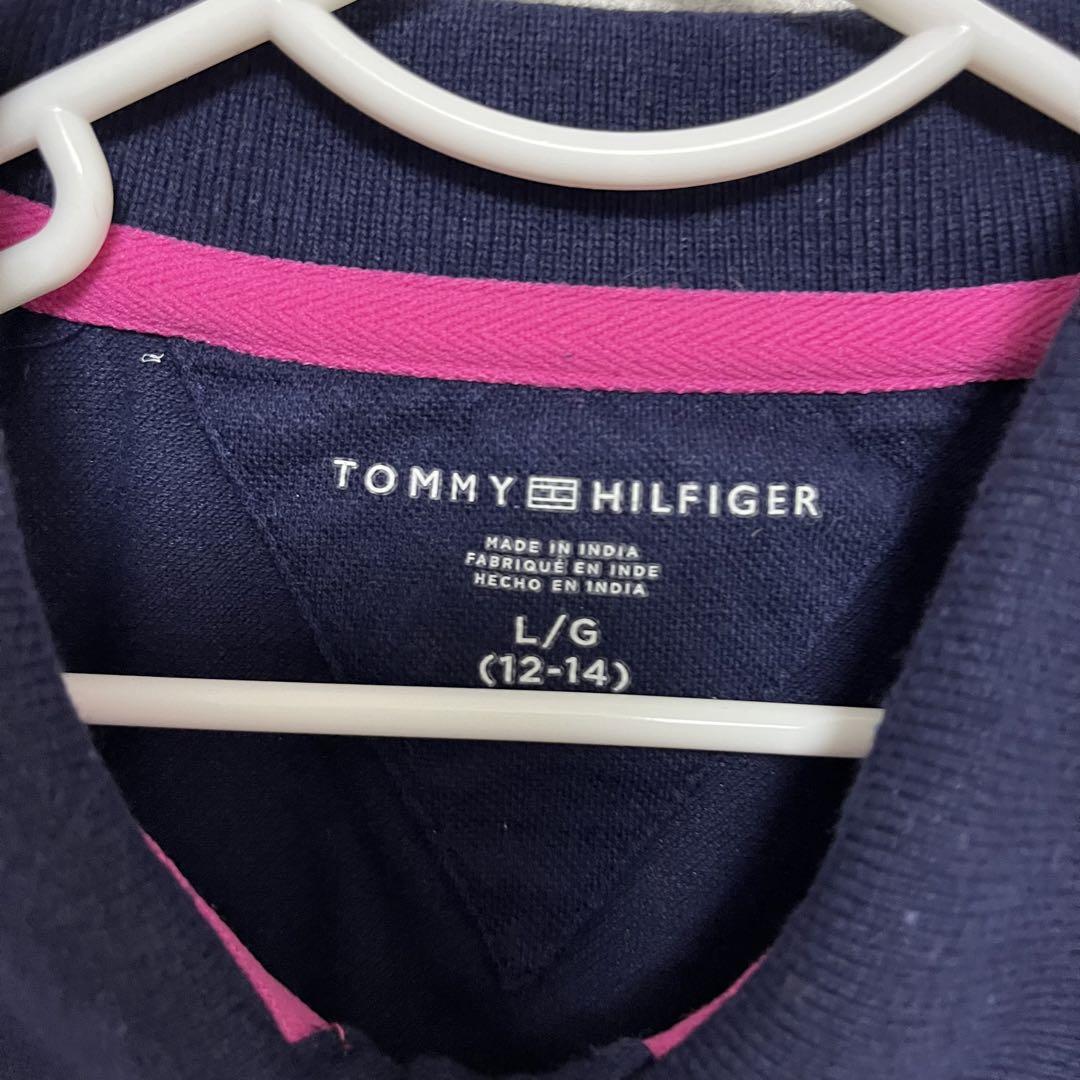 TOMMY HILFIGER
MADE IN INDIA
FABRIQUÉ EN INDE
HECHO EN INDIA
L/G
(12-14)